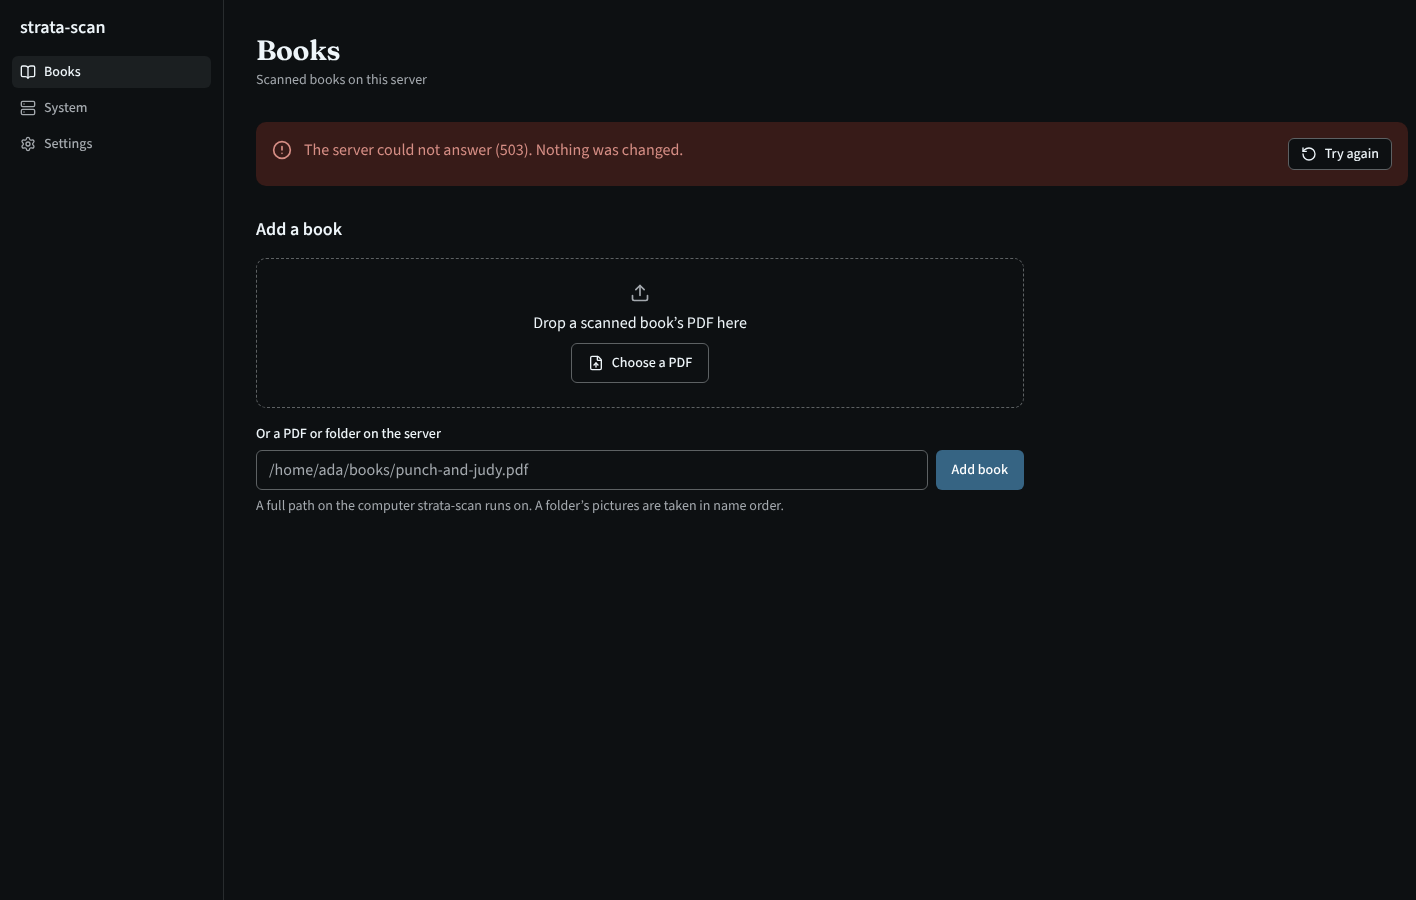 strata-scan
Books
System
Settings
Books
Scanned books on this server
The server could not answer (503). Nothing was changed.
Try again
Add a book
Drop a scanned book’s PDF here
Choose a PDF
Or a PDF or folder on the server
/home/ada/books/punch-and-judy.pdf
Add book
A full path on the computer strata-scan runs on. A folder’s pictures are taken in name order.